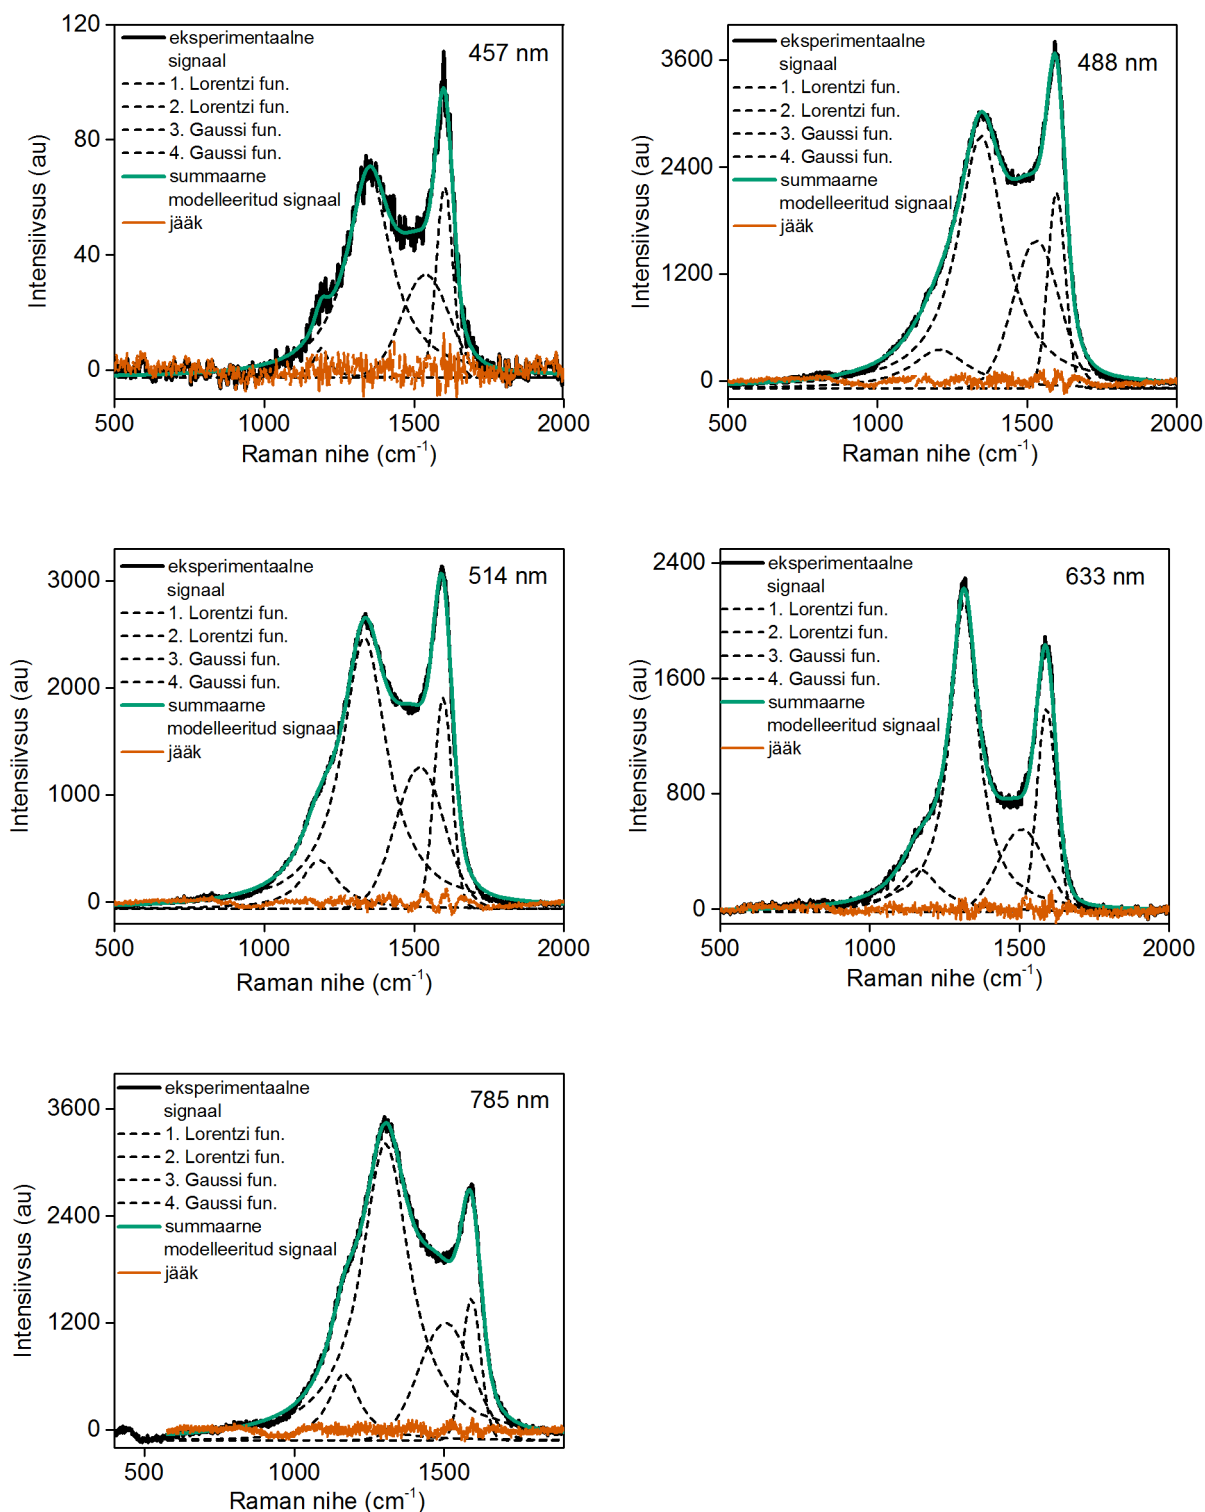 120
80
40
0
Intensiivsus (au)
eksperimentaalne
signaal
1. Lorentzi fun.
2. Lorentzi fun.
3. Gaussi fun.
4. Gaussi fun.
summaarne
modelleeritud signaal
jääk
457 nm
500 1000 1500 2000
Raman nihe (cm⁻¹)
3600
2400
1200
0
Intensiivsus (au)
eksperimentaalne
signaal
1. Lorentzi fun.
2. Lorentzi fun.
3. Gaussi fun.
4. Gaussi fun.
summaarne
modelleeritud signaal
jääk
488 nm
500 1000 1500 2000
Raman nihe (cm⁻¹)
3000
2000
1000
0
Intensiivsus (au)
eksperimentaalne
signaal
1. Lorentzi fun.
2. Lorentzi fun.
3. Gaussi fun.
4. Gaussi fun.
summaarne
modelleeritud signaal
jääk
514 nm
500 1000 1500 2000
Raman nihe (cm⁻¹)
2400
1600
800
0
Intensiivsus (au)
eksperimentaalne
signaal
1. Lorentzi fun.
2. Lorentzi fun.
3. Gaussi fun.
4. Gaussi fun.
summaarne
modelleeritud signaal
jääk
633 nm
500 1000 1500 2000
Raman nihe (cm⁻¹)
3600
2400
1200
0
Intensiivsus (au)
eksperimentaalne
signaal
1. Lorentzi fun.
2. Lorentzi fun.
3. Gaussi fun.
4. Gaussi fun.
summaarne
modelleeritud signaal
jääk
785 nm
500 1000 1500
Raman nihe (cm⁻¹)